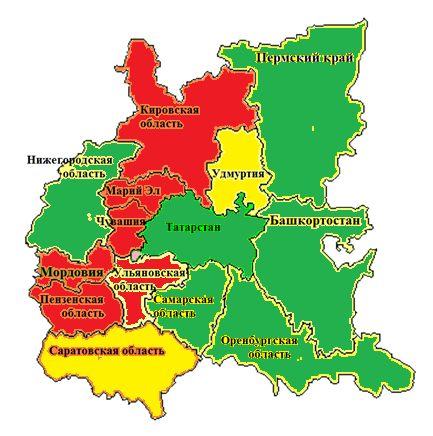 Пермский край
Кировская
область
Нижегородская
область
Удмуртия
Марий Эл
Чувашия
Татарстан
Башкортостан
Мордовия
Ульяновская
область
Пензенская
область
Самарская
область
Оренбургская
область
Саратовская область